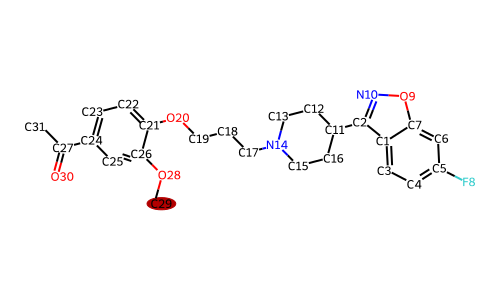 N10 O9
C23 C22 C13 C12 C2 C7
C31 C21 O20 C11 C6
C27 C24 C19 C18 N14 C1
C25 C26 C17 C16 C5
O30 O28 C15 C3 C4 F8
C29